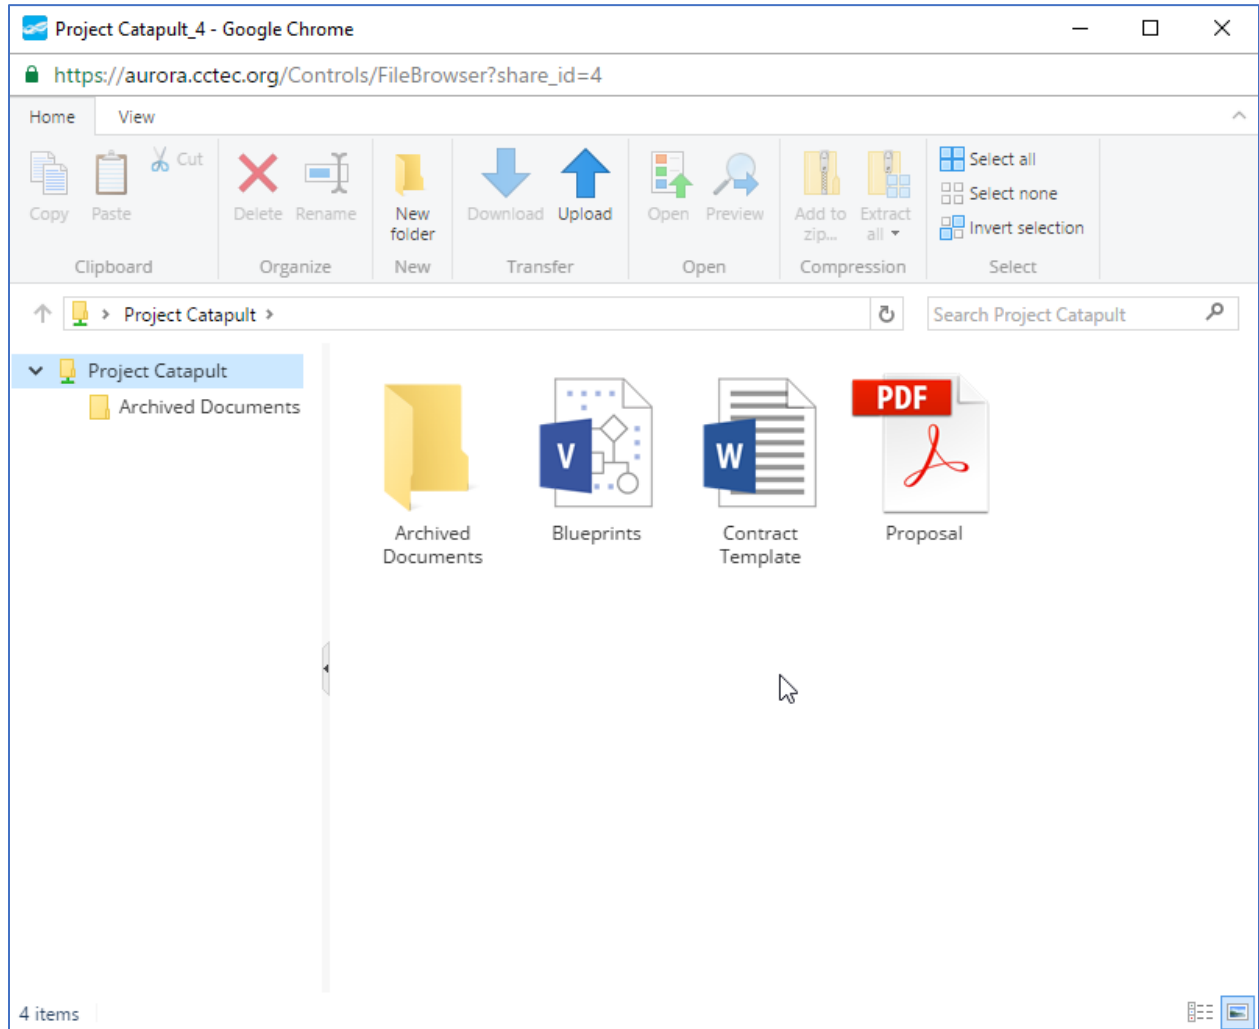 Project Catapult_4 - Google Chrome
https://aurora.cctec.org/Controls/FileBrowser?share_id=4
Home View
Copy
Paste
Cut
Clipboard
Delete
Rename
Organize
New
folder
New
Download
Upload
Transfer
Open
Preview
Open
Add to
zip...
Extract
all
Compression
Select all
Select none
Invert selection
Select
Project Catapult
Search Project Catapult
Project Catapult
Archived Documents
Archived
Documents
V
Blueprints
W
Contract
Template
PDF
Proposal
4 items